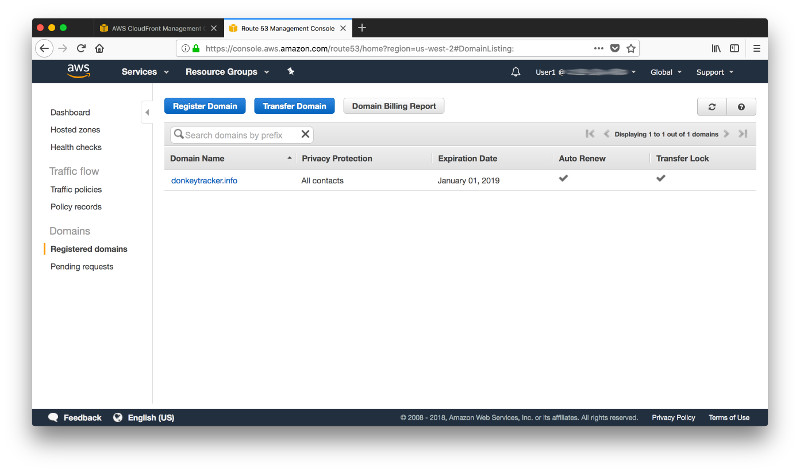 AWS CloudFront Management
Route 53 Management Console
https://console.aws.amazon.com/route53/home?region=us-west-2#DomainListing:
aws Services Resource Groups User1 @ Global Support
Register Domain Transfer Domain Domain Billing Report
Dashboard
Hosted zones
Health checks
Traffic flow
Traffic policies
Policy records
Domains
Registered domains
Pending requests
Search domains by prefix Displaying 1 to 1 out of 1 domains
Domain Name Privacy Protection Expiration Date Auto Renew Transfer Lock
donkeytracker.info All contacts January 01, 2019
Feedback English (US) © 2008 - 2018, Amazon Web Services, Inc. or its affiliates. All rights reserved. Privacy Policy Terms of Use